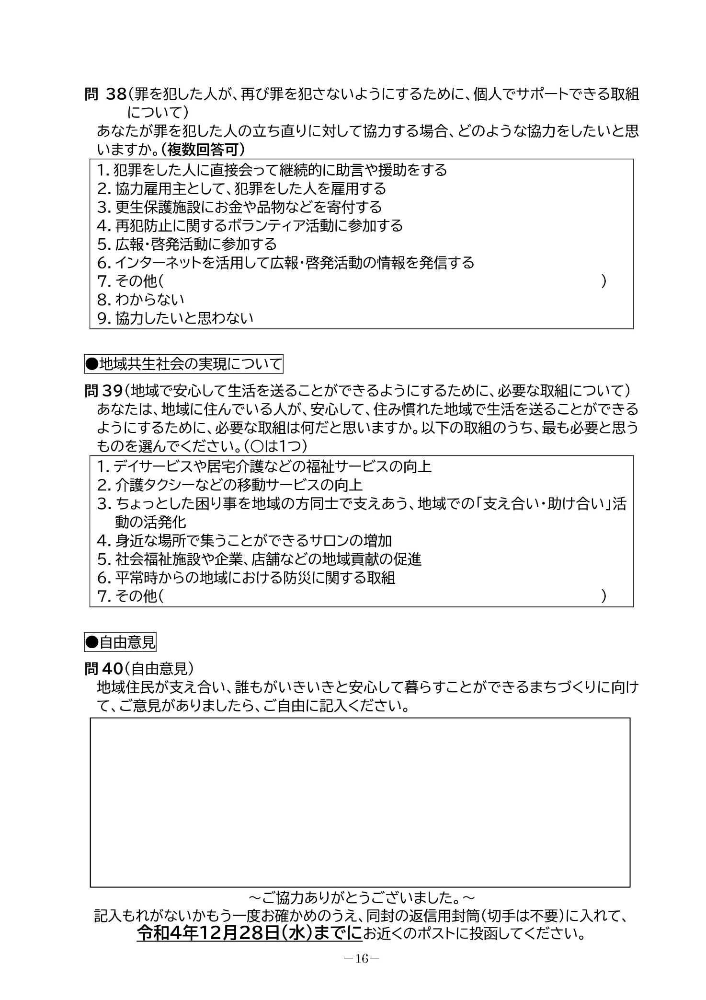 問 38(罪を犯した人が、再び罪を犯さないようにするために、個人でサポートできる取組
について)
あなたが罪を犯した人の立ち直りに対して協力する場合、どのような協力をしたいと思
いますか。(複数回答可)
1. 犯罪をした人に直接会って継続的に助言や援助をする
2. 協力雇用主として、犯罪をした人を雇用する
3. 更生保護施設にお金や品物などを寄付する
4. 再犯防止に関するボランティア活動に参加する
5. 広報・啓発活動に参加する
6. インターネットを活用して広報・啓発活動の情報を発信する
7. その他( )
8. わからない
9. 協力したいと思わない
●地域共生社会の実現について
問 39(地域で安心して生活を送ることができるようにするために、必要な取組について)
あなたは、地域に住んでいる人が、安心して、住み慣れた地域で生活を送ることができる
ようにするために、必要な取組は何だと思いますか。以下の取組のうち、最も必要と思う
ものを選んでください。(○は1つ)
1. デイサービスや居宅介護などの福祉サービスの向上
2. 介護タクシーなどの移動サービスの向上
3. ちょっとした困り事を地域の方同士で支えあう、地域での「支え合い・助け合い」活
動の活発化
4. 身近な場所で集うことができるサロンの増加
5. 社会福祉施設や企業、店舗などの地域貢献の促進
6. 平常時からの地域における防災に関する取組
7. その他( )
●自由意見
問 40(自由意見)
地域住民が支え合い、誰もがいきいきと安心して暮らすことができるまちづくりに向け
て、ご意見がありましたら、ご自由に記入ください。
～ご協力ありがとうございました。～
記入もれがないかもう一度お確かめのうえ、同封の返信用封筒(切手は不要)に入れて、
令和4年12月28日(水)までにお近くのポストに投函してください。
－16－